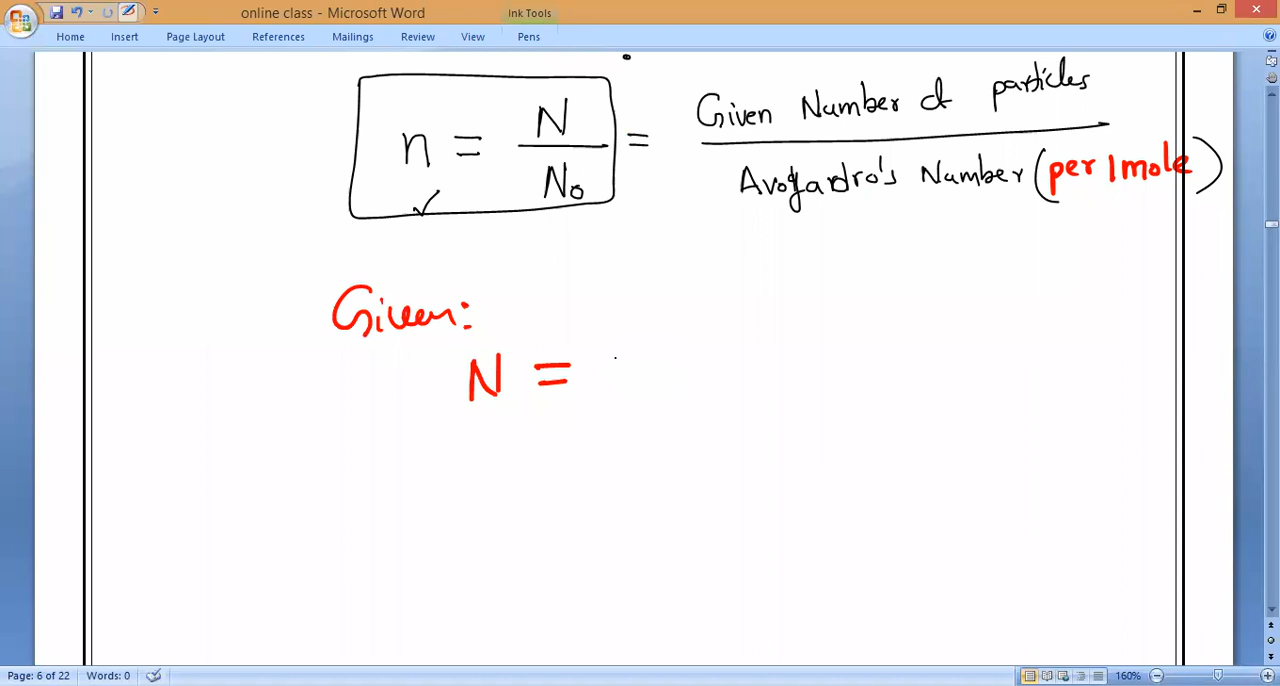 online class - Microsoft Word
Ink Tools
Home Insert Page Layout References Mailings Review View Pens
n = N / N₀ = Given Number of particles / Avogadro's Number (per 1 mole)
Given:
N =
Page: 6 of 22 Words: 0 160%